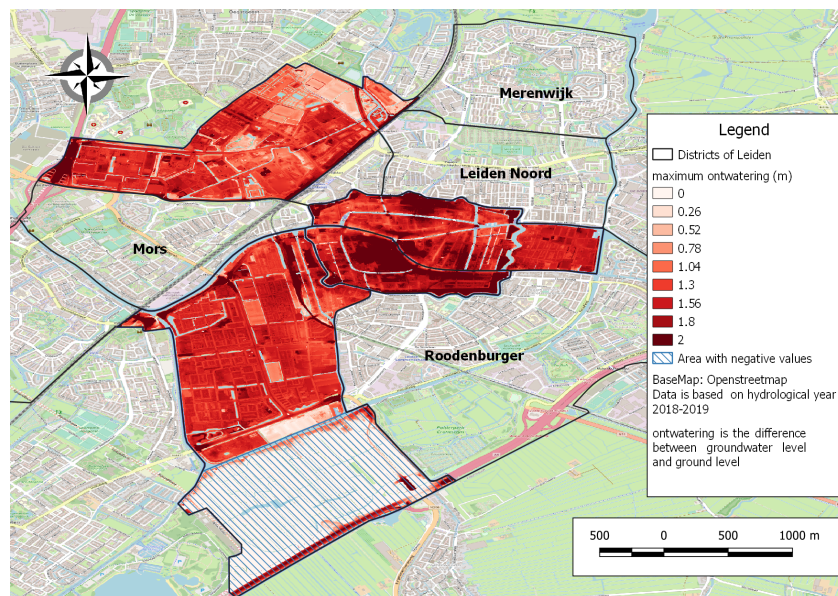 Merenwijk
Leiden Noord
Mors
Roodenburger
Legend
Districts of Leiden
maximum ontwatering (m)
0
0.26
0.52
0.78
1.04
1.3
1.56
1.8
2
Area with negative values
BaseMap: Openstreetmap
Data is based on hydrological year
2018-2019
ontwatering is the difference
between groundwater level
and ground level
500 0 500 1000 m